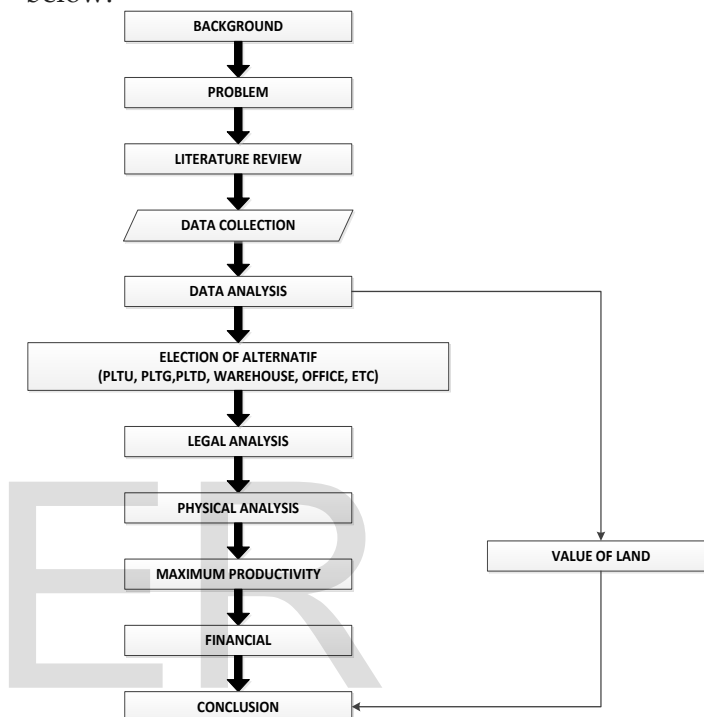 below:
BACKGROUND
PROBLEM
LITERATURE REVIEW
DATA COLLECTION
DATA ANALYSIS
ELECTION OF ALTERNATIF
(PLTU, PLTG,PLTD, WAREHOUSE, OFFICE, ETC)
LEGAL ANALYSIS
PHYSICAL ANALYSIS
VALUE OF LAND
MAXIMUM PRODUCTIVITY
FINANCIAL
CONCLUSION
ER